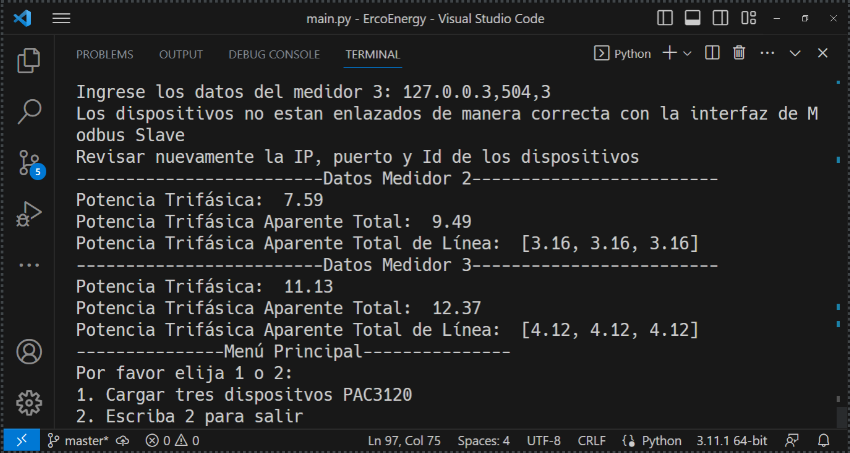 main.py - ErcoEnergy - Visual Studio Code
PROBLEMS OUTPUT DEBUG CONSOLE TERMINAL Python
Ingrese los datos del medidor 3: 127.0.0.3,504,3
Los dispositivos no estan enlazados de manera correcta con la interfaz de M
odbus Slave
Revisar nuevamente la IP, puerto y Id de los dispositivos
-------------------------Datos Medidor 2-------------------------
Potencia Trifásica:  7.59
Potencia Trifásica Aparente Total:  9.49
Potencia Trifásica Aparente Total de Línea:  [3.16, 3.16, 3.16]
-------------------------Datos Medidor 3-------------------------
Potencia Trifásica:  11.13
Potencia Trifásica Aparente Total:  12.37
Potencia Trifásica Aparente Total de Línea:  [4.12, 4.12, 4.12]
---------------Menú Principal---------------
Por favor elija 1 o 2:
1. Cargar tres dispositvos PAC3120
2. Escriba 2 para salir
5
master* 0 0 Ln 97, Col 75 Spaces: 4 UTF-8 CRLF Python 3.11.1 64-bit